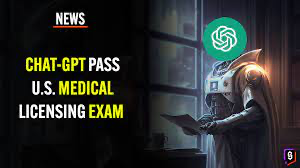 NEWS
CHAT-GPT PASS
U.S. MEDICAL
LICENSING EXAM